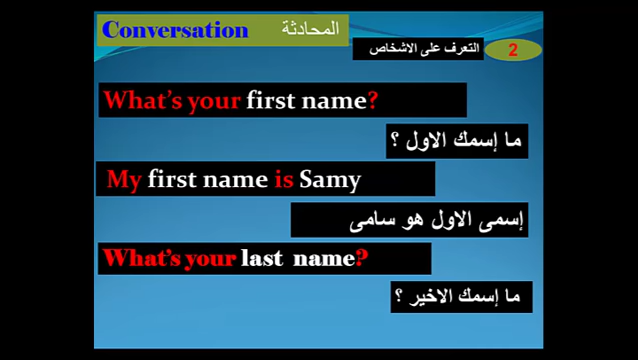 Conversation المحادثة
التعرف على الاشخاص 2
What's your first name?
ما إسمك الاول ؟
My first name is Samy
إسمى الاول هو سامى
What's your last name?
ما إسمك الاخير ؟